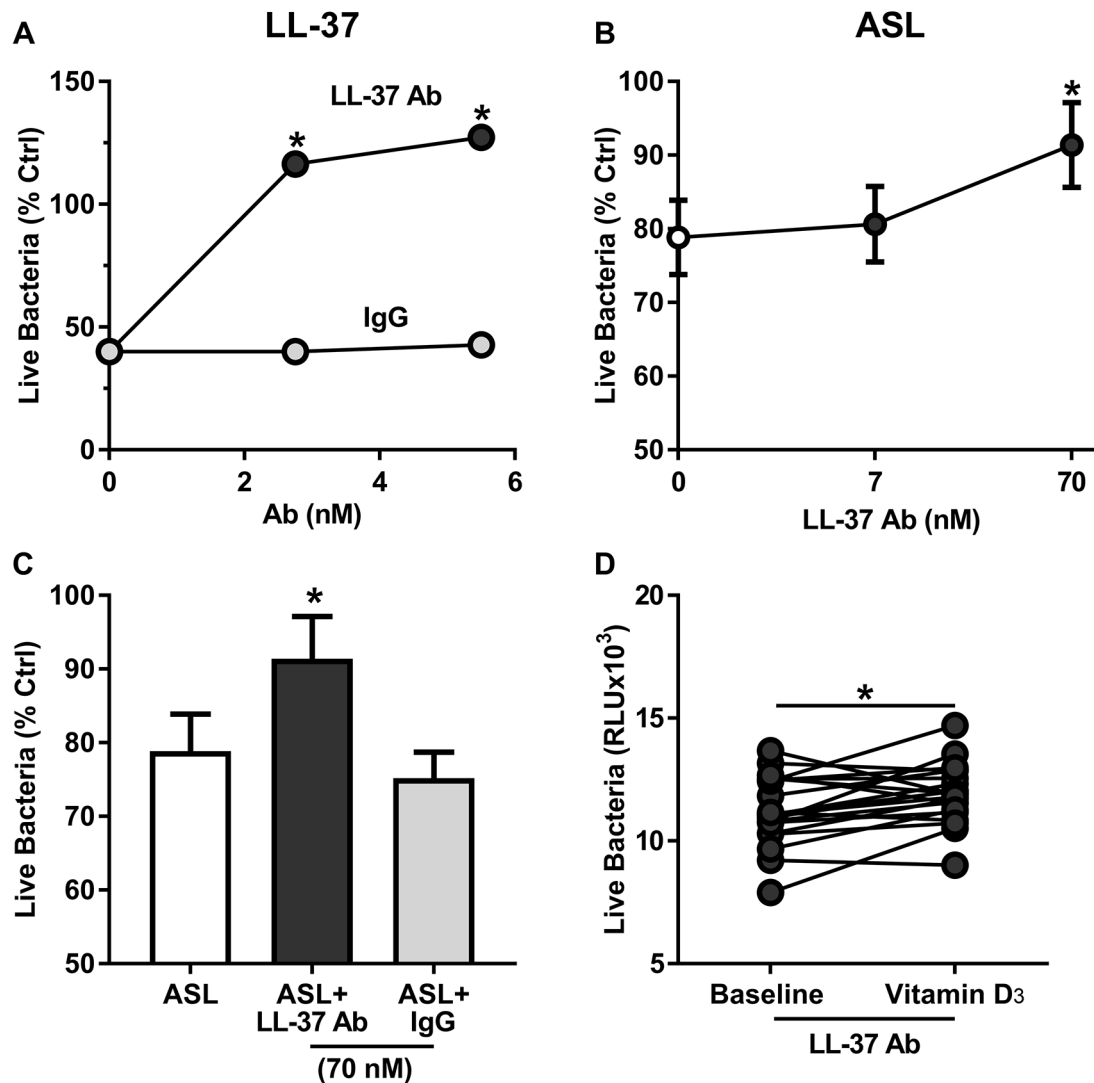 A
LL-37
Live Bacteria (% Ctrl)
150
100
50
0
LL-37 Ab
*
*
IgG
0 2 4 6
Ab (nM)
B
ASL
Live Bacteria (% Ctrl)
100
90
80
70
60
50
*
0 7 70
LL-37 Ab (nM)
C
Live Bacteria (% Ctrl)
100
90
80
70
60
50
*
ASL ASL+ ASL+
LL-37 Ab IgG
(70 nM)
D
Live Bacteria (RLUx10³)
20
15
10
5
*
Baseline Vitamin D₃
LL-37 Ab